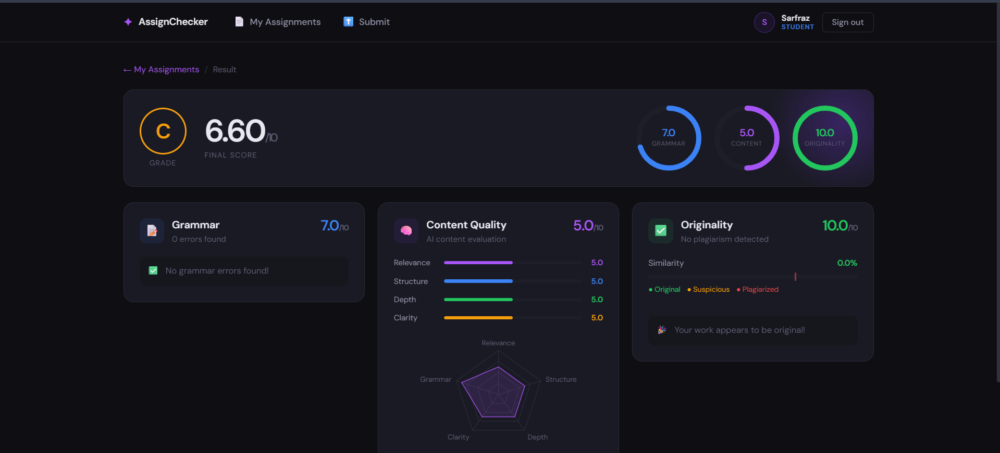 AssignChecker
My Assignments
Submit
S
Sarfraz
STUDENT
Sign out
← My Assignments / Result
C
GRADE
6.60/10
FINAL SCORE
7.0
GRAMMAR
5.0
CONTENT
10.0
ORIGINALITY
Grammar
0 errors found
7.0/10
No grammar errors found!
Content Quality
AI content evaluation
5.0/10
Relevance 5.0
Structure 5.0
Depth 5.0
Clarity 5.0
Relevance
Grammar
Structure
Clarity
Depth
Originality
No plagiarism detected
10.0/10
Similarity 0.0%
● Original ● Suspicious ● Plagiarized
Your work appears to be original!